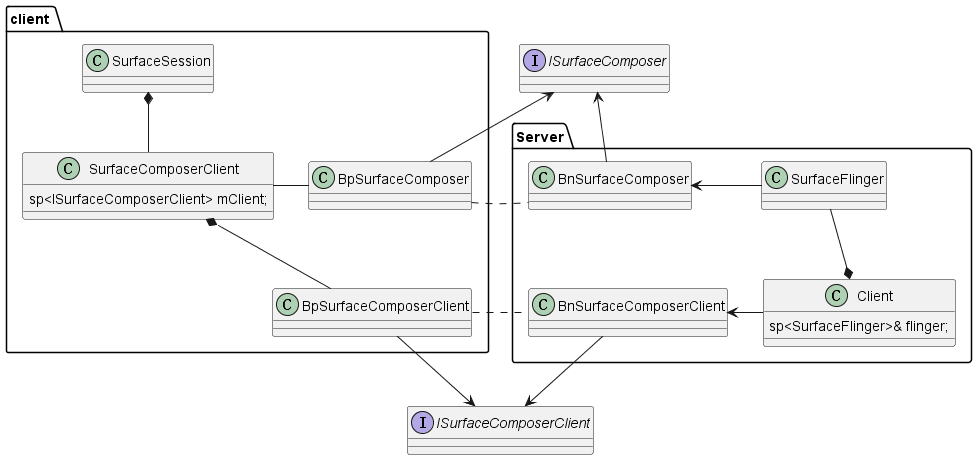 client
C SurfaceSession
I ISurfaceComposer
Server
C SurfaceComposerClient
sp<ISurfaceComposerClient> mClient;
C BpSurfaceComposer
C BnSurfaceComposer
C SurfaceFlinger
C BpSurfaceComposerClient
C BnSurfaceComposerClient
C Client
sp<SurfaceFlinger>& flinger;
I ISurfaceComposerClient